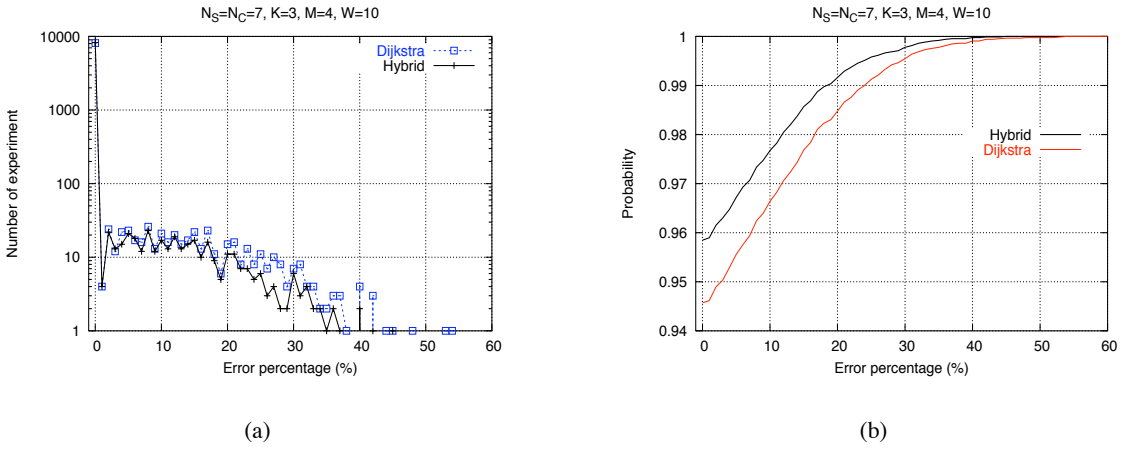 N_S=N_C=7, K=3, M=4, W=10
Number of experiment
10000
1000
100
10
1
Dijkstra
Hybrid
0 10 20 30 40 50 60
Error percentage (%)
(a)
N_S=N_C=7, K=3, M=4, W=10
Probability
1
0.99
0.98
0.97
0.96
0.95
0.94
Hybrid
Dijkstra
0 10 20 30 40 50 60
Error percentage (%)
(b)